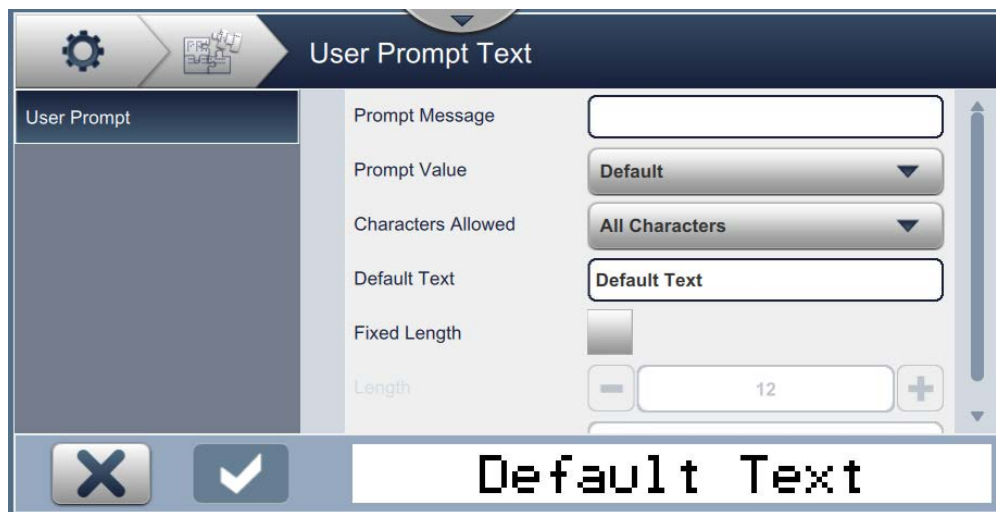 User Prompt Text
User Prompt
Prompt Message
Prompt Value
Default
Characters Allowed
All Characters
Default Text
Default Text
Fixed Length
Length
12
Default Text